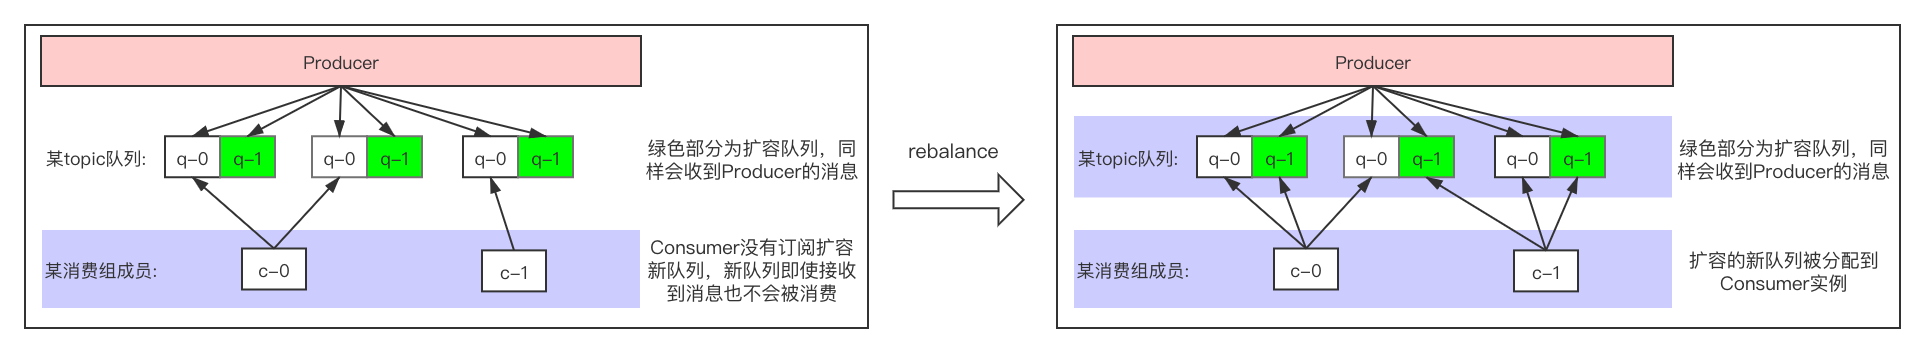 Producer
某topic队列:
q-0
q-1
q-0
q-1
q-0
q-1
绿色部分为扩容队列，同
样会收到Producer的消息
某消费组成员:
c-0
c-1
Consumer没有订阅扩容
新队列，新队列即使接收
到消息也不会被消费
rebalance
Producer
某topic队列:
q-0
q-1
q-0
q-1
q-0
q-1
绿色部分为扩容队列，同
样会收到Producer的消息
某消费组成员:
c-0
c-1
扩容的新队列被分配到
Consumer实例